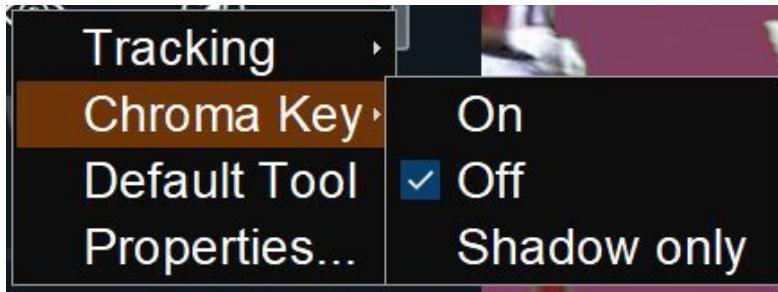 Tracking
Chroma Key
Default Tool
Properties...
On
Off
Shadow only